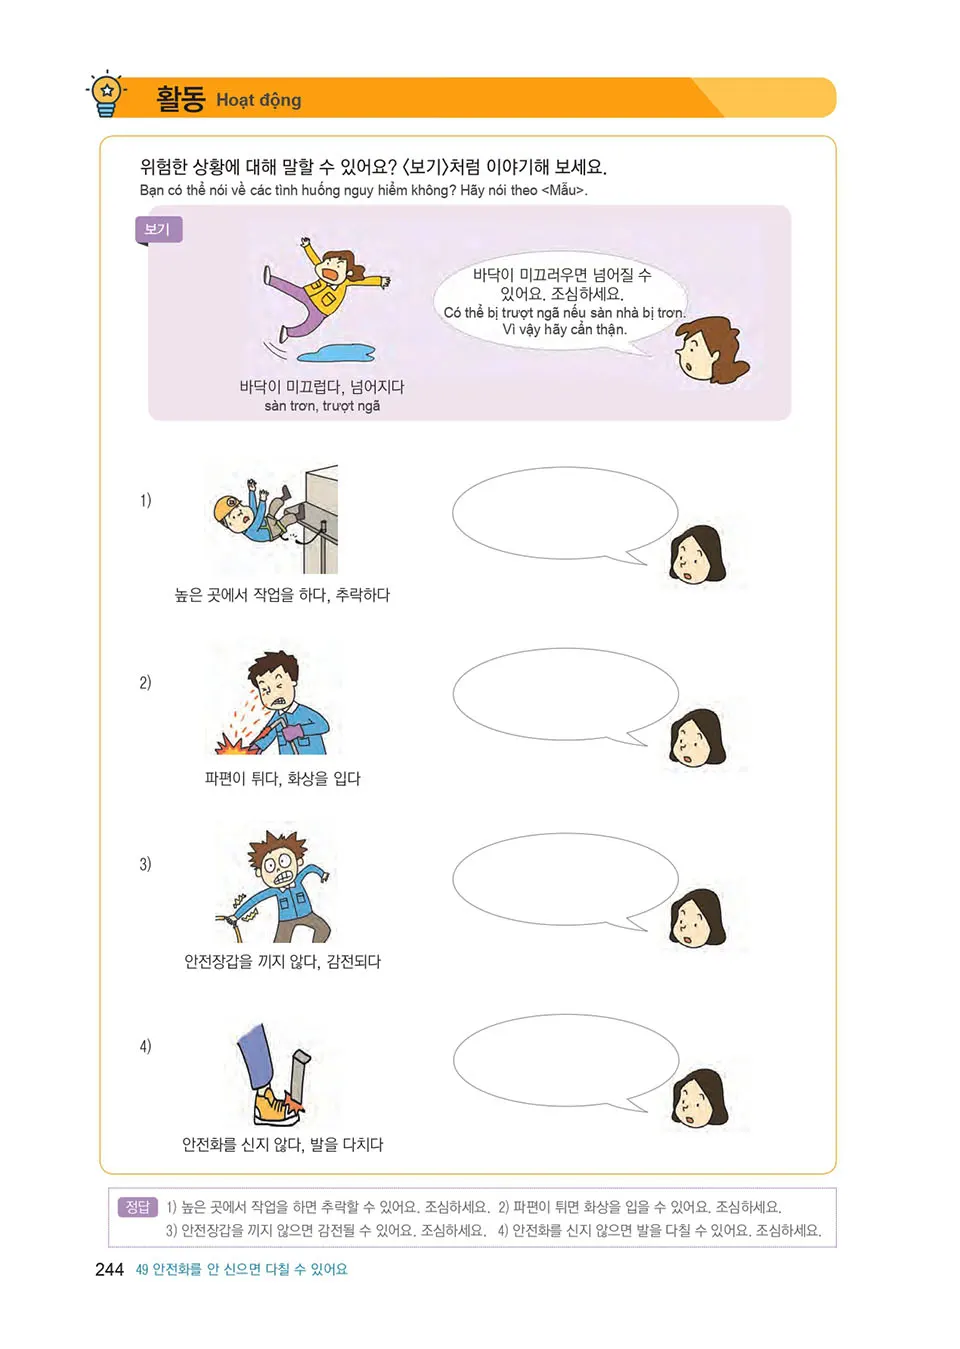 활동 Hoạt động
위험한 상황에 대해 말할 수 있어요? <보기>처럼 이야기해 보세요.
Bạn có thể nói về các tình huống nguy hiểm không? Hãy nói theo <Mẫu>.
보기
바닥이 미끄러우면 넘어질 수
있어요. 조심하세요.
Có thể bị trượt ngã nếu sàn nhà bị trơn.
Vì vậy hãy cẩn thận.
바닥이 미끄럽다, 넘어지다
sàn trơn, trượt ngã
1)
높은 곳에서 작업을 하다, 추락하다
2)
파편이 튀다, 화상을 입다
3)
안전장갑을 끼지 않다, 감전되다
4)
안전화를 신지 않다, 발을 다치다
정답 1) 높은 곳에서 작업을 하면 추락할 수 있어요. 조심하세요. 2) 파편이 튀면 화상을 입을 수 있어요. 조심하세요.
3) 안전장갑을 끼지 않으면 감전될 수 있어요. 조심하세요. 4) 안전화를 신지 않으면 발을 다칠 수 있어요. 조심하세요.
244 49 안전화를 안 신으면 다칠 수 있어요